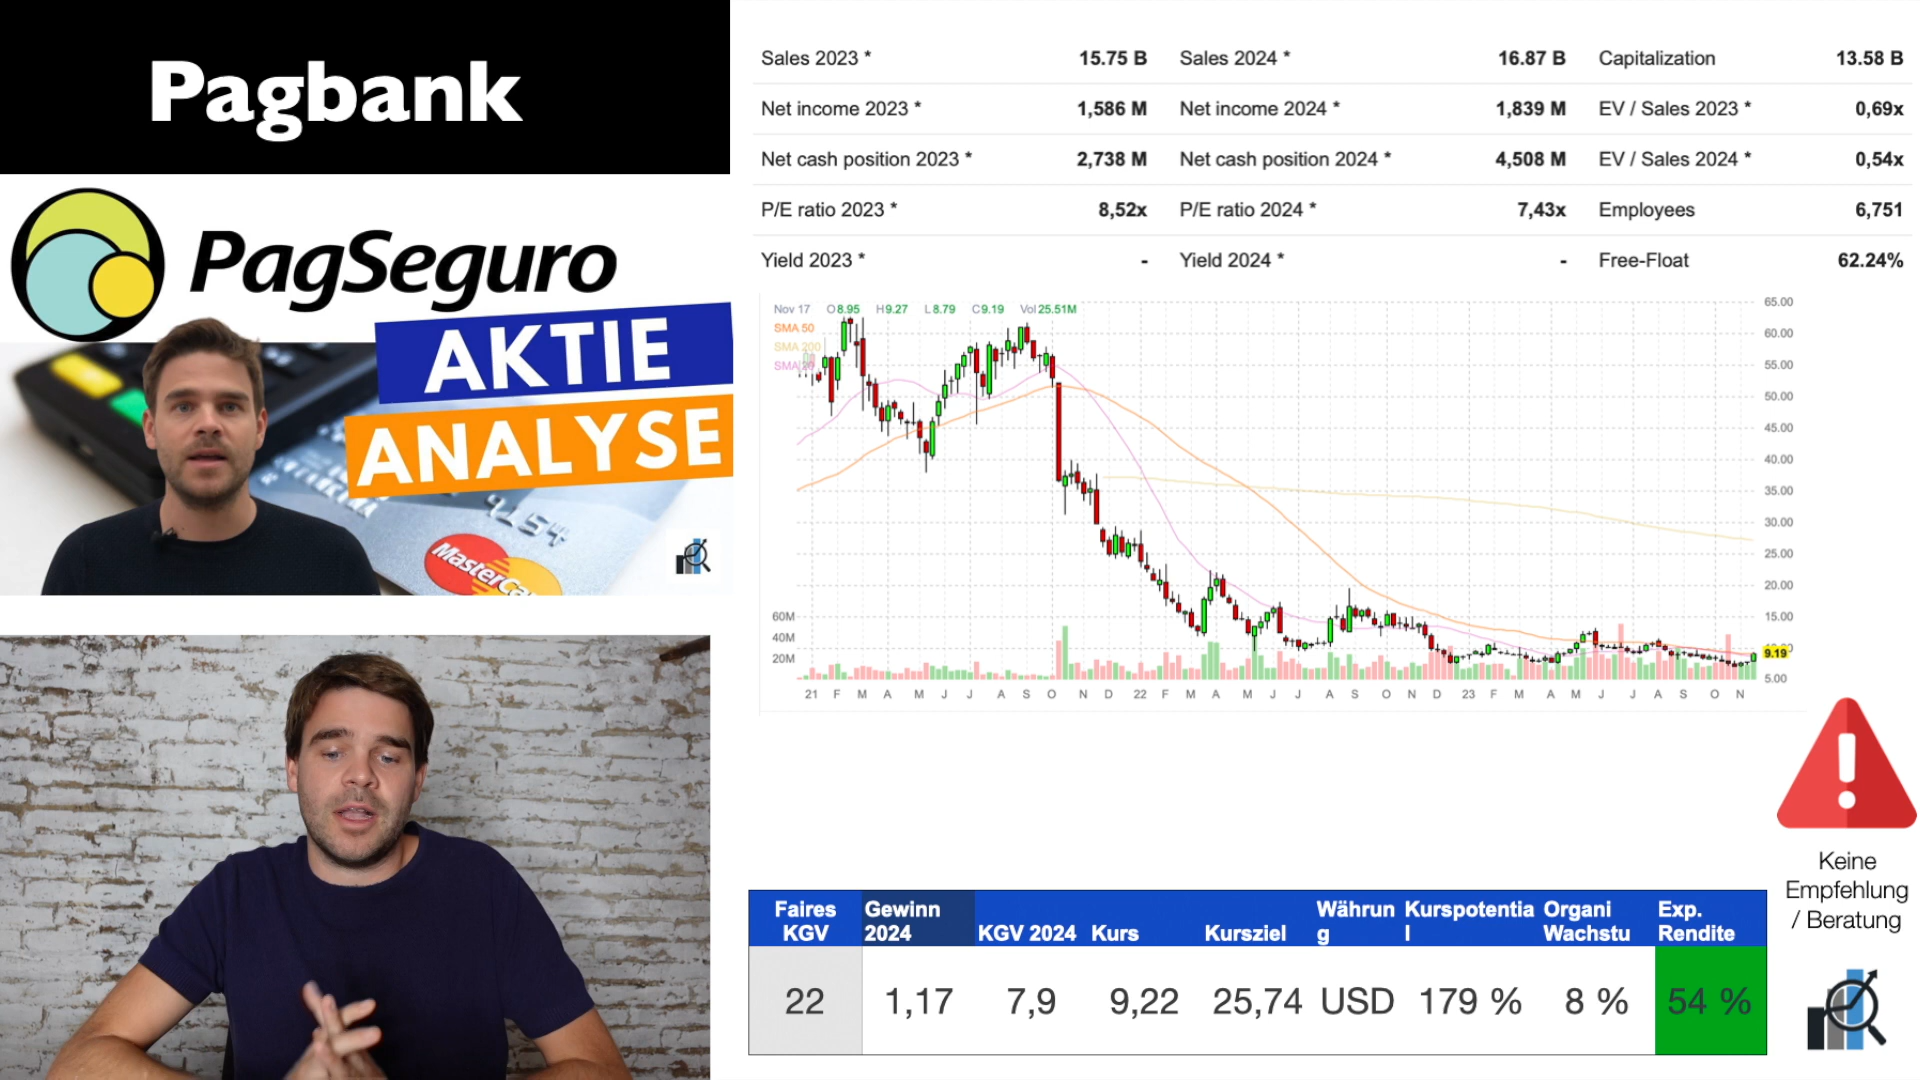 Pagbank
PagSeguro
AKTIE
ANALYSE
MasterCa
Sales 2023 * 15.75 B Sales 2024 * 16.87 B Capitalization 13.58 B
Net income 2023 * 1,586 M Net income 2024 * 1,839 M EV / Sales 2023 * 0,69x
Net cash position 2023 * 2,738 M Net cash position 2024 * 4,508 M EV / Sales 2024 * 0,54x
P/E ratio 2023 * 8,52x P/E ratio 2024 * 7,43x Employees 6,751
Yield 2023 * - Yield 2024 * - Free-Float 62.24%
Nov 17 O8.95 H9.27 L8.79 C9.19 Vol25.51M
SMA 50
SMA 200
SMA
65.00
60.00
55.00
50.00
45.00
40.00
35.00
30.00
25.00
20.00
15.00
9.19
5.00
60M
40M
20M
21 F M A M J J A S O N D 22 F M A M J J A S O N D 23 F M A M J J A S O N
Keine
Empfehlung
/ Beratung
Faires KGV Gewinn 2024 KGV 2024 Kurs Kursziel Währun g Kurspotentia l Organi Wachstu Exp. Rendite
22 1,17 7,9 9,22 25,74 USD 179 % 8 % 54 %